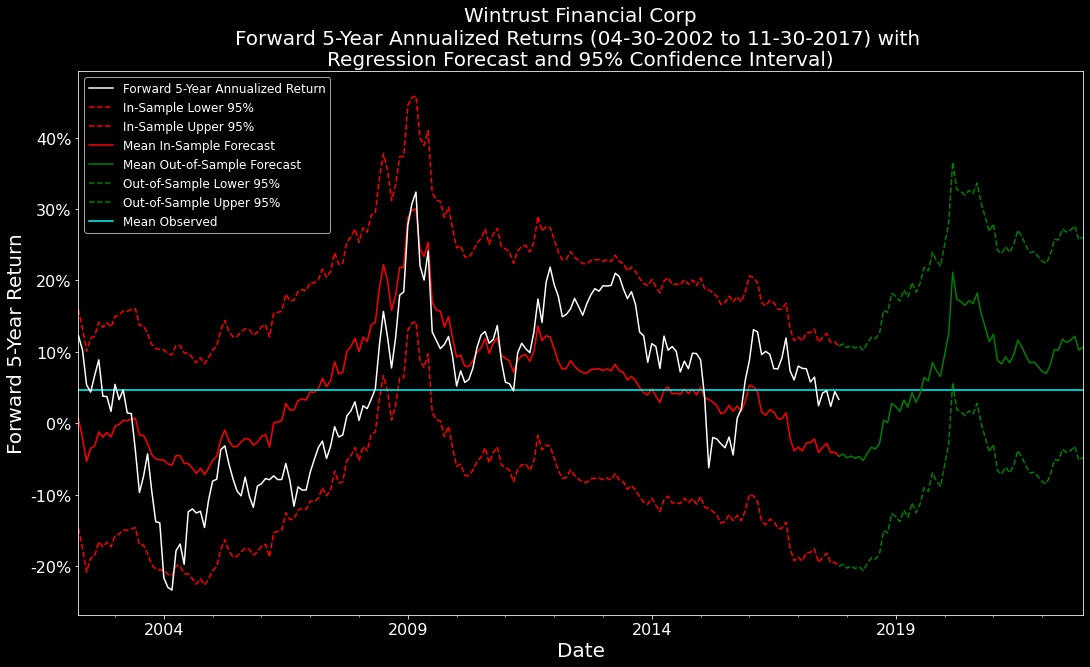 Wintrust Financial Corp
Forward 5-Year Annualized Returns (04-30-2002 to 11-30-2017) with
Regression Forecast and 95% Confidence Interval)
Forward 5-Year Annualized Return
In-Sample Lower 95%
In-Sample Upper 95%
Mean In-Sample Forecast
Mean Out-of-Sample Forecast
Out-of-Sample Lower 95%
Out-of-Sample Upper 95%
Mean Observed
Forward 5-Year Return
40%
30%
20%
10%
0%
-10%
-20%
2004
2009
2014
2019
Date